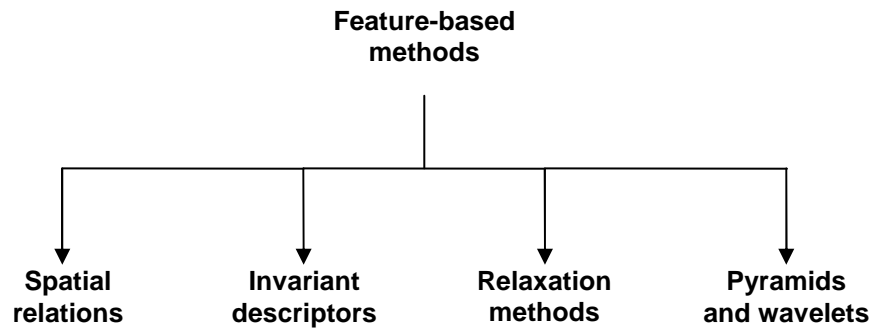 Feature-based
methods
Spatial
relations
Invariant
descriptors
Relaxation
methods
Pyramids
and wavelets